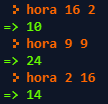 > hora 16 2
=> 10
> hora 9 9
=> 24
> hora 2 16
=> 14